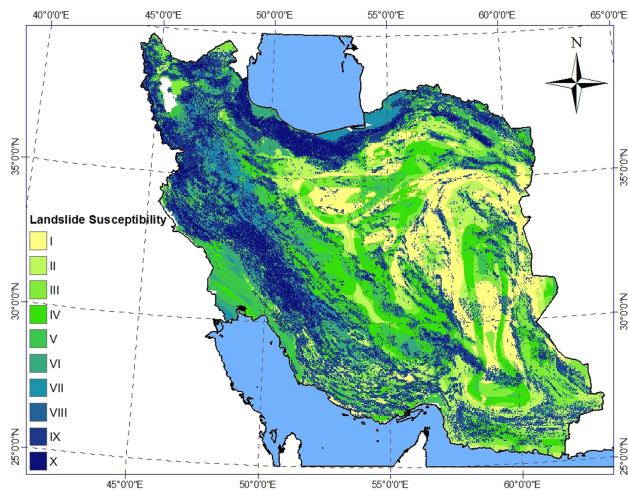 40°0'0"E
45°0'0"E
50°0'0"E
55°0'0"E
60°0'0"E
65°0'0"E
N
35°0'0"N
35°0'0"N
30°0'0"N
30°0'0"N
25°0'0"N
25°0'0"N
Landslide Susceptibility
I
II
III
IV
V
VI
VII
VIII
IX
X
45°0'0"E
50°0'0"E
55°0'0"E
60°0'0"E